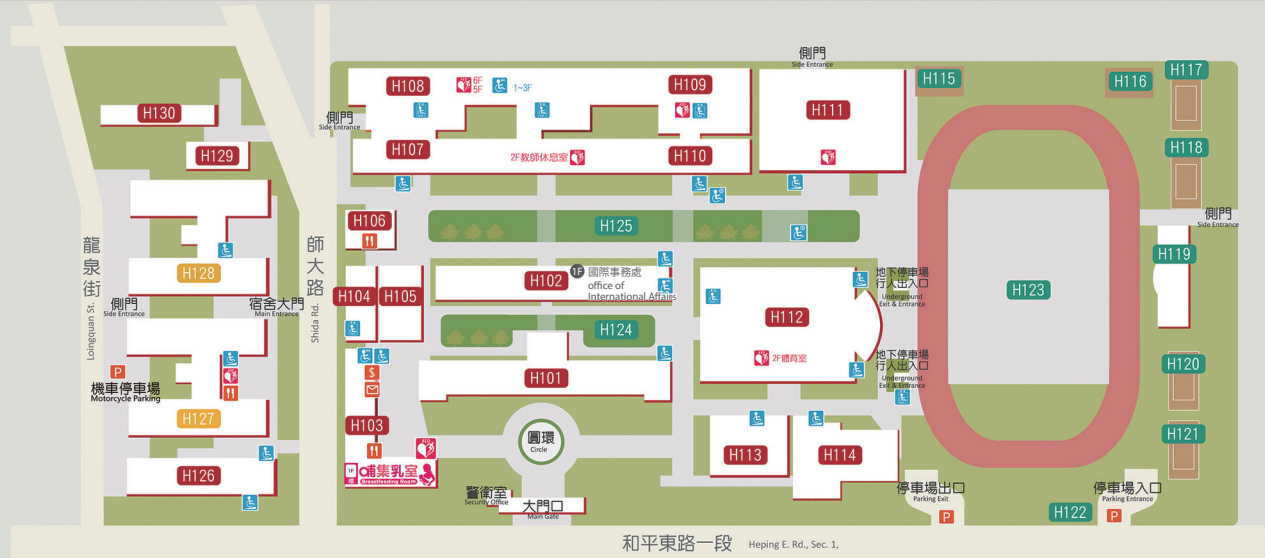 側門
Side Entrance
H108
6F
5F
1~3F
H109
H111
H115
H116
H117
H130
側門
Side Entrance
H129
H107
2F教師休息室
H110
H118
H106
H125
側門
Side Entrance
龍泉街
Loingquan St.
師大路
Shida Rd.
H128
H102
1F
國際事務處
office of
International Affairs
地下停車場
行人出入口
Underground
Exit & Entrance
H119
側門
Side Entrance
宿舍大門
Main Entrance
H104
H105
H123
H124
H112
2F體育室
地下停車場
行人出入口
Underground
Exit & Entrance
H120
P
機車停車場
Motorcycle Parking
H101
$
H127
H103
圓環
Circle
AED
H113
H114
H121
H126
1F
哺集乳室
Breastfeeding Room
警衛室
Security Office
大門口
Main Gate
停車場出口
Parking Exit
P
H122
停車場入口
Parking Entrance
P
和平東路一段
Heping E. Rd., Sec. 1,